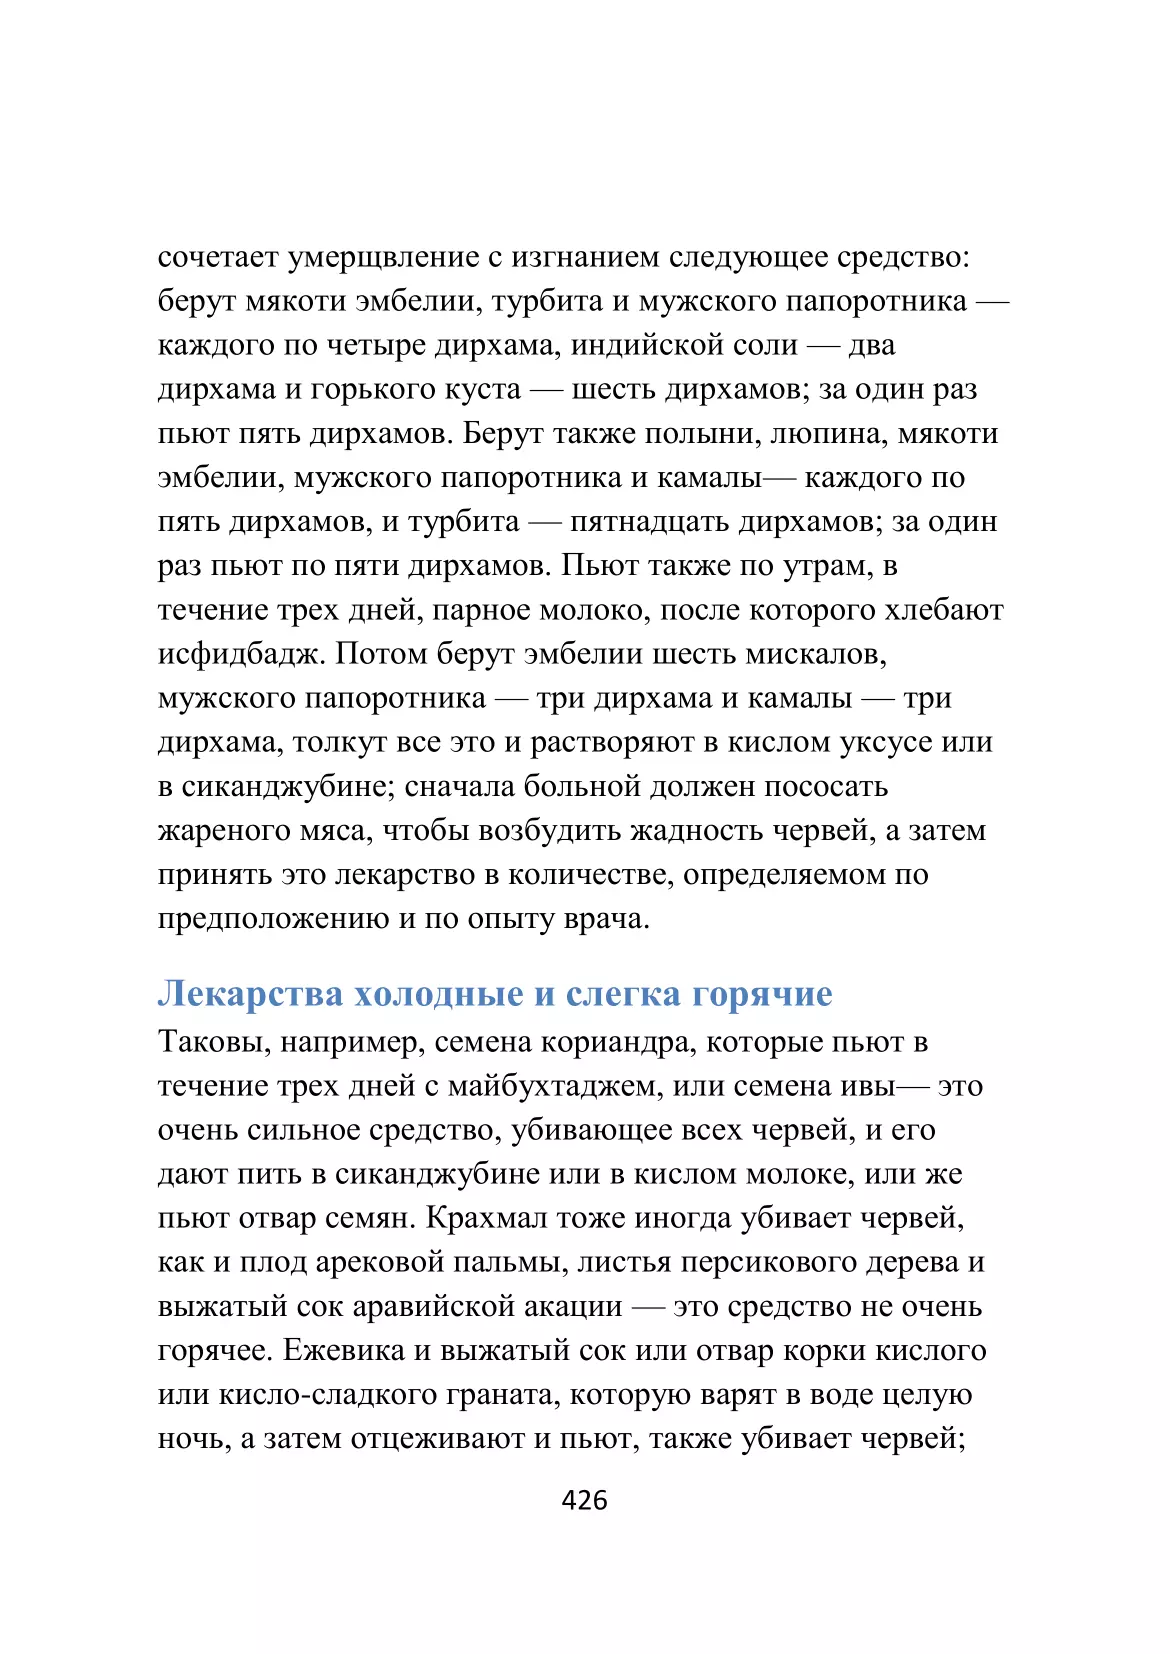 сочетает умерщвление с изгнанием следующее средство:
берут мякоти эмбелии, турбита и мужского папоротника —
каждого по четыре дирхама, индийской соли — два
дирхама и горького куста — шесть дирхамов; за один раз
пьют пять дирхамов. Берут также полыни, люпина, мякоти
эмбелии, мужского папоротника и камалы— каждого по
пять дирхамов, и турбита — пятнадцать дирхамов; за один
раз пьют по пяти дирхамов. Пьют также по утрам, в
течение трех дней, парное молоко, после которого хлебают
исфидбадж. Потом берут эмбелии шесть мискалов,
мужского папоротника — три дирхама и камалы — три
дирхама, толкут все это и растворяют в кислом уксусе или
в сиканджубине; сначала больной должен пососать
жареного мяса, чтобы возбудить жадность червей, а затем
принять это лекарство в количестве, определяемом по
предположению и по опыту врача.
Лекарства холодные и слегка горячие
Таковы, например, семена кориандра, которые пьют в
течение трех дней с майбухтаджем, или семена ивы— это
очень сильное средство, убивающее всех червей, и его
дают пить в сиканджубине или в кислом молоке, или же
пьют отвар семян. Крахмал тоже иногда убивает червей,
как и плод арековой пальмы, листья персикового дерева и
выжатый сок аравийской акации — это средство не очень
горячее. Ежевика и выжатый сок или отвар корки кислого
или кисло-сладкого граната, которую варят в воде целую
ночь, а затем отцеживают и пьют, также убивает червей;
426